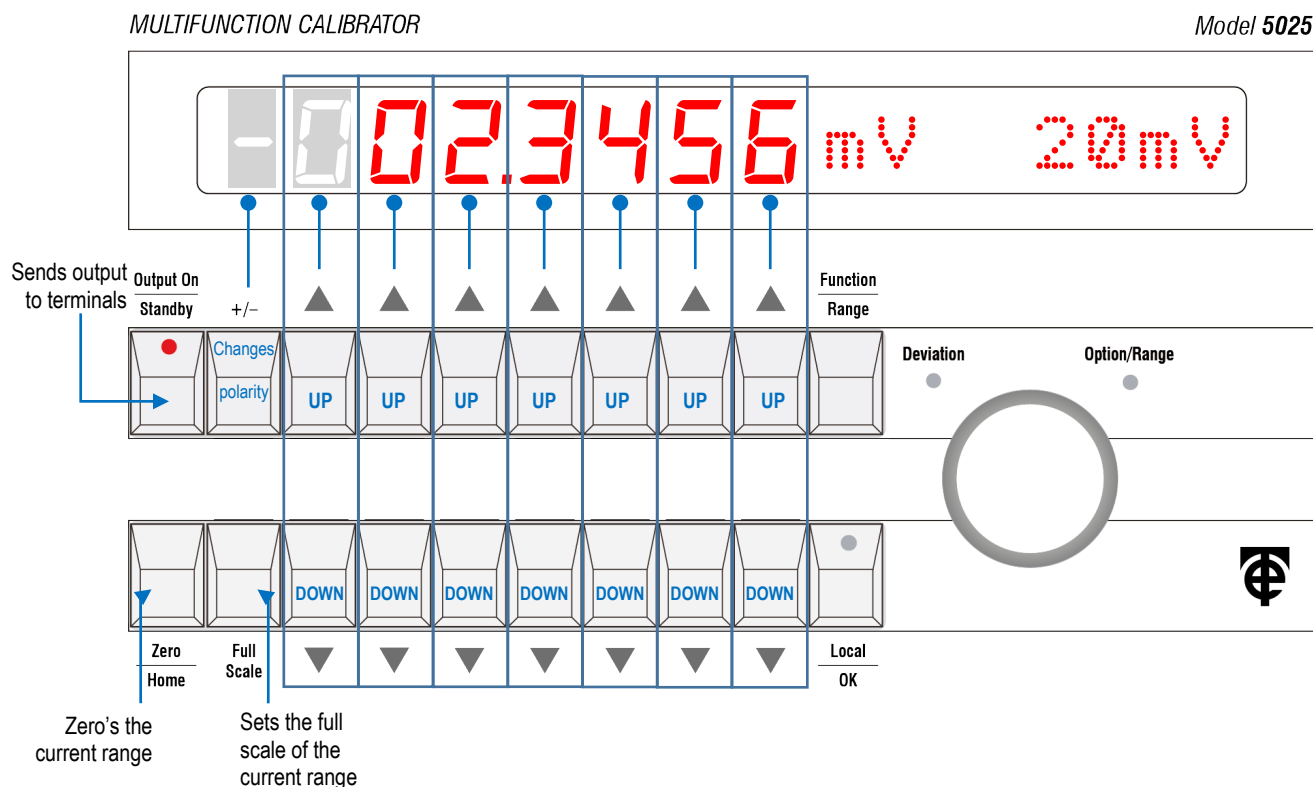 MULTIFUNCTION CALIBRATOR Model 5025
-002.3456 mV 20mV
Sends output
to terminals
Output On
Standby
+/–
Function
Range
Changes
polarity
UP UP UP UP UP UP UP
Deviation
Option/Range
DOWN DOWN DOWN DOWN DOWN DOWN DOWN
Zero
Home
Full
Scale
Local
OK
Zero's the
current range
Sets the full
scale of the
current range